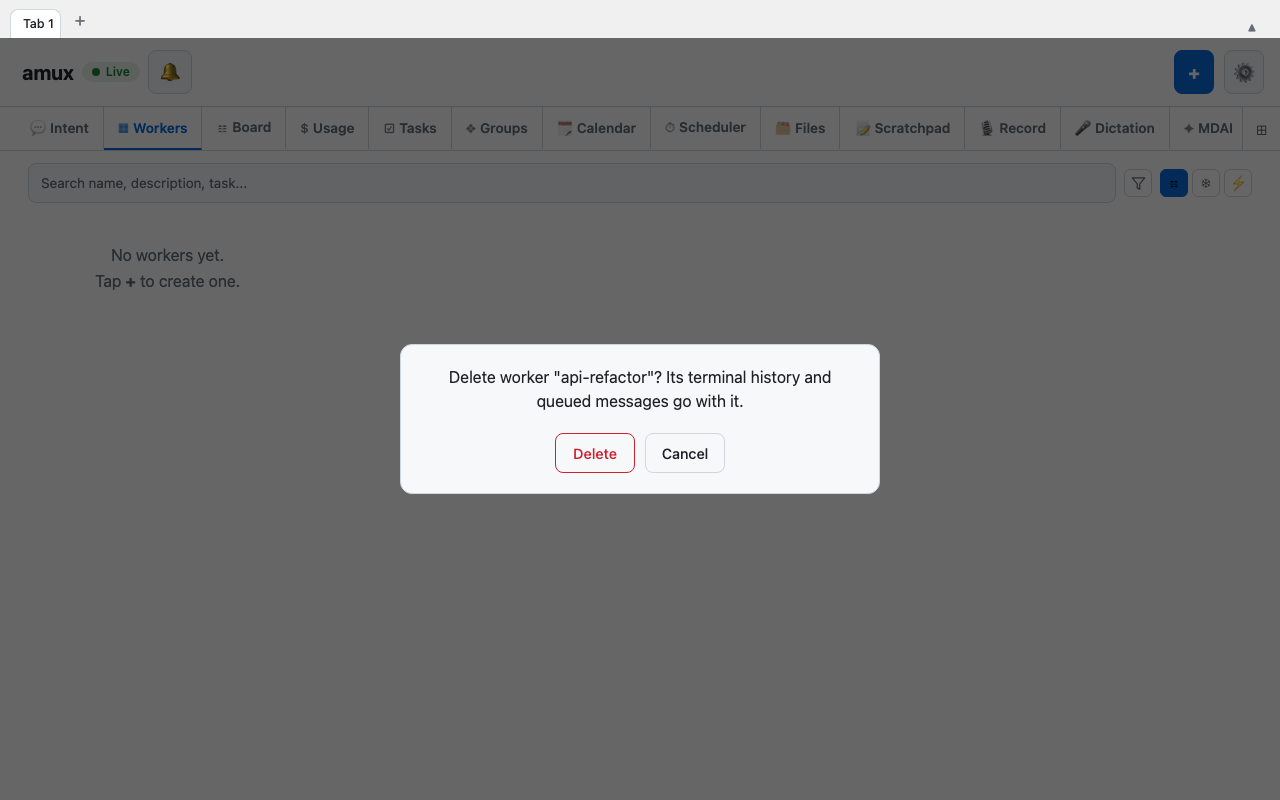 Tab 1 +
▲
amux
Live
+
Intent
Workers
Board
$ Usage
Tasks
Groups
Calendar
Scheduler
Files
Scratchpad
Record
Dictation
MDAI
Search name, description, task...
No workers yet.
Tap + to create one.
Delete worker "api-refactor"? Its terminal history and
queued messages go with it.
Delete
Cancel